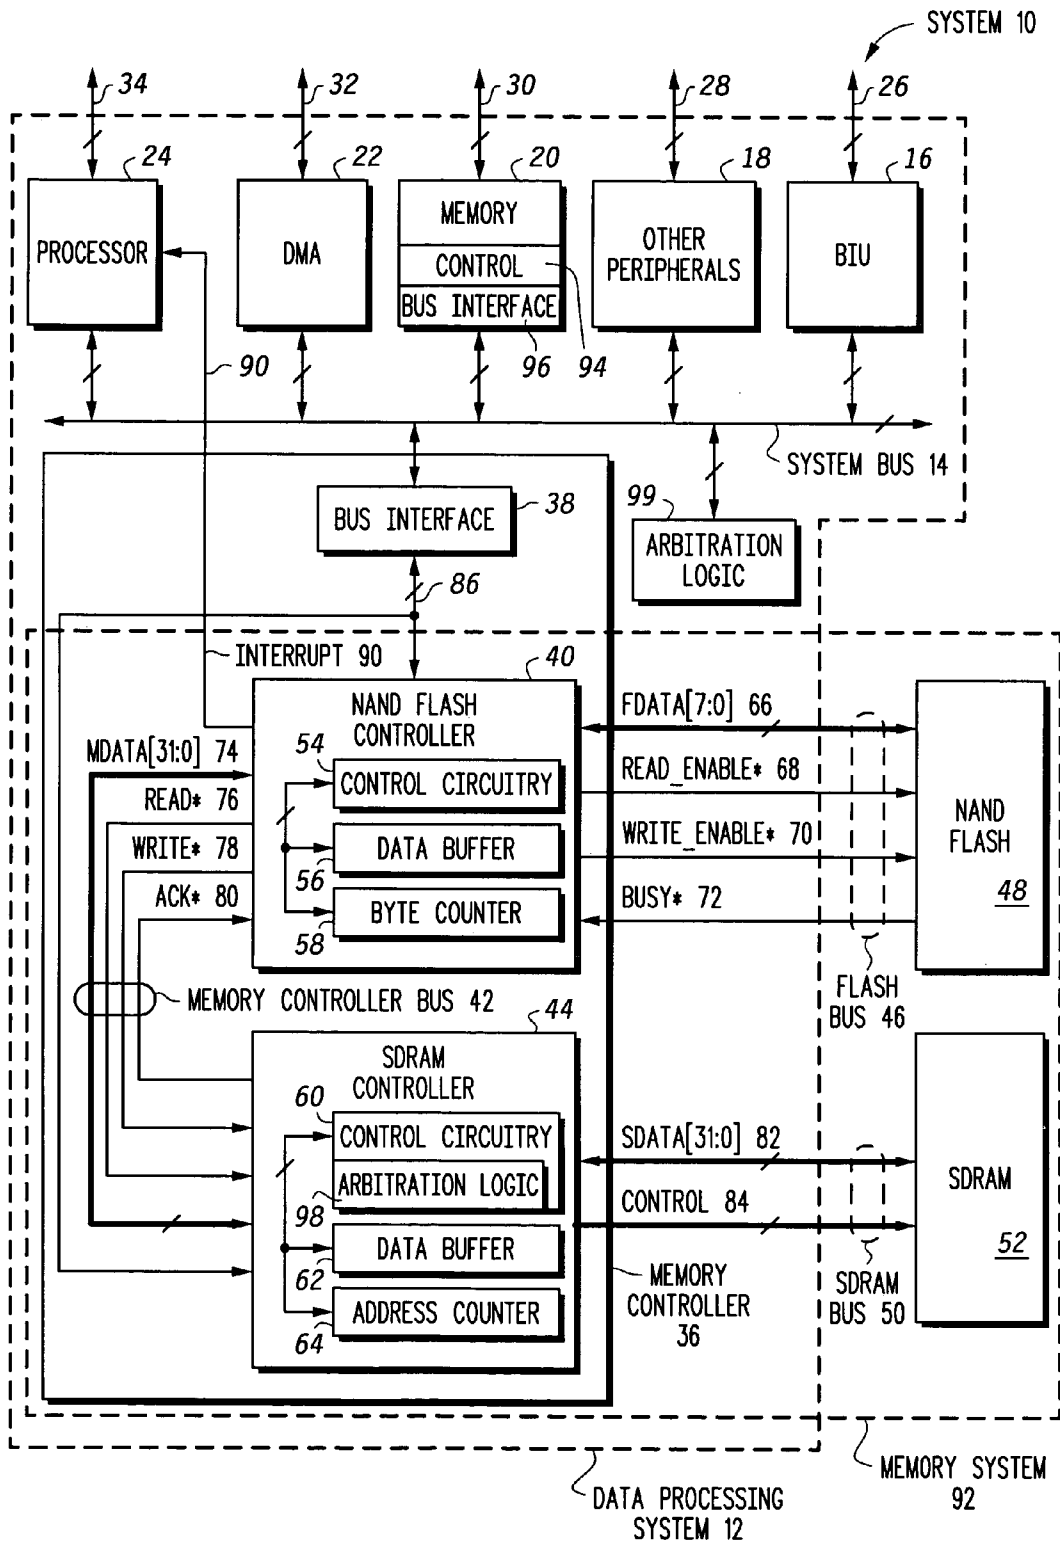 SYSTEM 10
34
32
30
28
26
24
22
20
18
16
PROCESSOR
DMA
MEMORY
CONTROL
BUS INTERFACE
OTHER
PERIPHERALS
BIU
90
96
94
SYSTEM BUS 14
BUS INTERFACE
38
99
ARBITRATION
LOGIC
86
INTERRUPT 90
40
NAND FLASH
CONTROLLER
54
CONTROL CIRCUITRY
DATA BUFFER
56
BYTE COUNTER
58
MDATA[31:0] 74
READ* 76
WRITE* 78
ACK* 80
FDATA[7:0] 66
READ_ENABLE* 68
WRITE_ENABLE* 70
BUSY* 72
NAND
FLASH
48
FLASH
BUS 46
MEMORY CONTROLLER BUS 42
44
SDRAM
CONTROLLER
60
CONTROL CIRCUITRY
ARBITRATION LOGIC
98
DATA BUFFER
62
ADDRESS COUNTER
64
SDATA[31:0] 82
CONTROL 84
SDRAM
52
SDRAM
BUS 50
MEMORY
CONTROLLER
36
MEMORY SYSTEM
92
DATA PROCESSING
SYSTEM 12